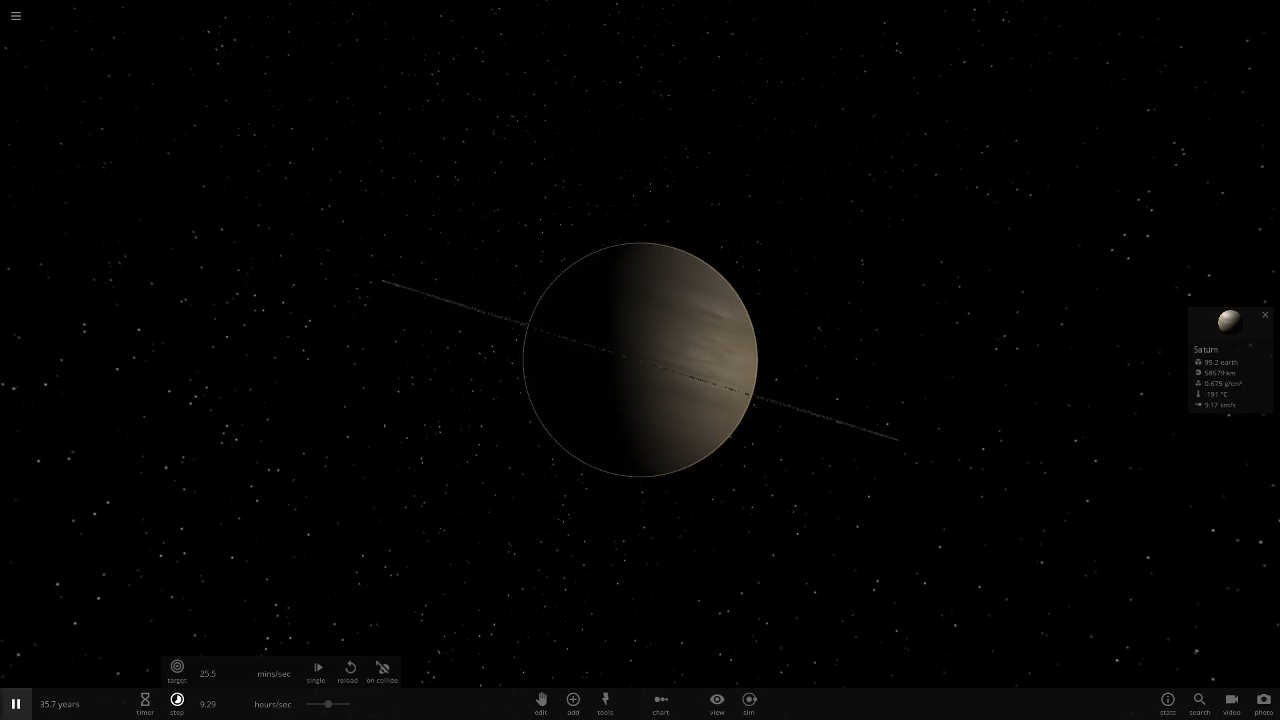 Saturn
95.2 earth
58579 km
0.675 g/cm³
-191 °C
9.17 km/s
target
25.5
mins/sec
single
reload
on collide
35.7 years
timer
step
9.29
hours/sec
edit
add
tools
chart
view
sim
stats
search
video
photo